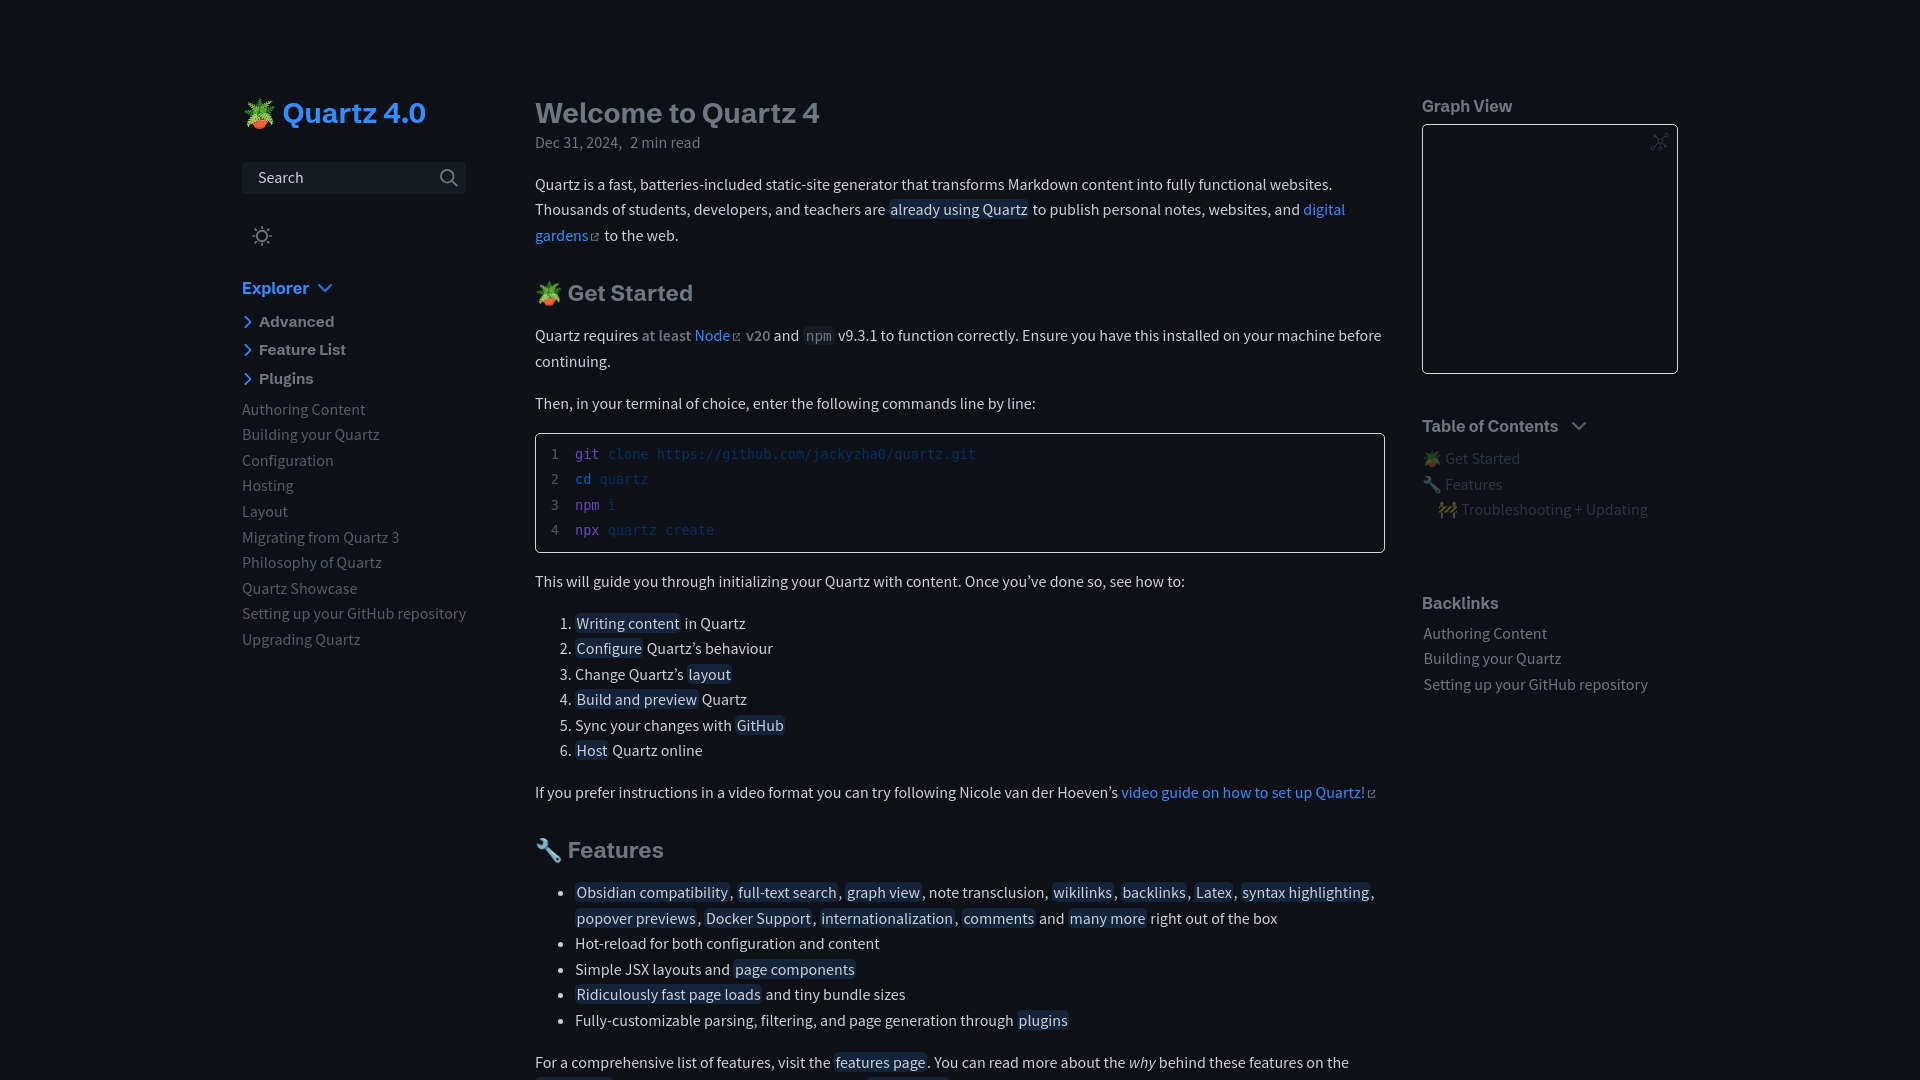 🪴 Quartz 4.0
Search
Explorer
Advanced
Feature List
Plugins
Authoring Content
Building your Quartz
Configuration
Hosting
Layout
Migrating from Quartz 3
Philosophy of Quartz
Quartz Showcase
Setting up your GitHub repository
Upgrading Quartz
Welcome to Quartz 4
Dec 31, 2024, 2 min read
Quartz is a fast, batteries-included static-site generator that transforms Markdown content into fully functional websites.
Thousands of students, developers, and teachers are already using Quartz to publish personal notes, websites, and digital
gardens to the web.
🪴 Get Started
Quartz requires at least Node v20 and npm v9.3.1 to function correctly. Ensure you have this installed on your machine before
continuing.
Then, in your terminal of choice, enter the following commands line by line:
1 git clone https://github.com/jackyzha0/quartz.git
2 cd quartz
3 npm i
4 npx quartz create
This will guide you through initializing your Quartz with content. Once you’ve done so, see how to:
1. Writing content in Quartz
2. Configure Quartz’s behaviour
3. Change Quartz’s layout
4. Build and preview Quartz
5. Sync your changes with GitHub
6. Host Quartz online
If you prefer instructions in a video format you can try following Nicole van der Hoeven’s video guide on how to set up Quartz!
🔧 Features
• Obsidian compatibility, full-text search, graph view, note transclusion, wikilinks, backlinks, Latex, syntax highlighting,
popover previews, Docker Support, internationalization, comments and many more right out of the box
• Hot-reload for both configuration and content
• Simple JSX layouts and page components
• Ridiculously fast page loads and tiny bundle sizes
• Fully-customizable parsing, filtering, and page generation through plugins
For a comprehensive list of features, visit the features page. You can read more about the why behind these features on the
Graph View
Table of Contents
🪴 Get Started
🔧 Features
🚧 Troubleshooting + Updating
Backlinks
Authoring Content
Building your Quartz
Setting up your GitHub repository